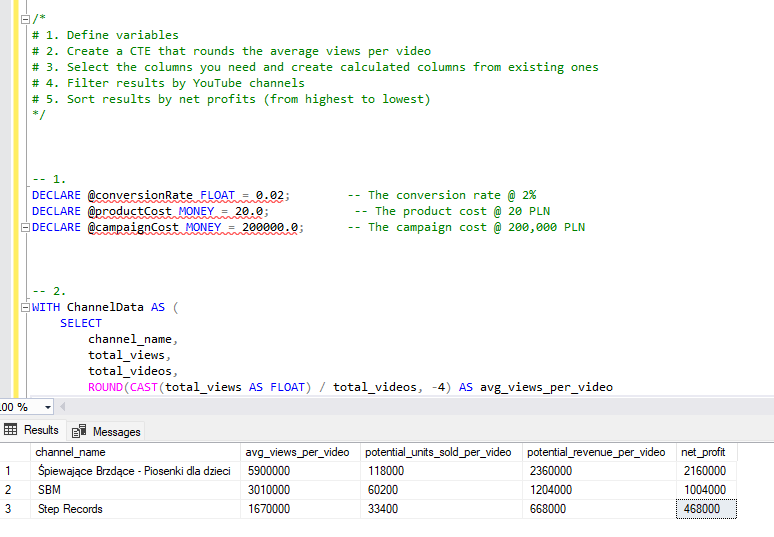 /*
# 1. Define variables
# 2. Create a CTE that rounds the average views per video
# 3. Select the columns you need and create calculated columns from existing ones
# 4. Filter results by YouTube channels
# 5. Sort results by net profits (from highest to lowest)
*/
-- 1.
DECLARE @conversionRate FLOAT = 0.02; -- The conversion rate @ 2%
DECLARE @productCost MONEY = 20.0; -- The product cost @ 20 PLN
DECLARE @campaignCost MONEY = 200000.0; -- The campaign cost @ 200,000 PLN
-- 2.
WITH ChannelData AS (
SELECT
channel_name,
total_views,
total_videos,
ROUND(CAST(total_views AS FLOAT) / total_videos, -4) AS avg_views_per_video
.00 %
Results Messages
channel_name avg_views_per_video potential_units_sold_per_video potential_revenue_per_video net_profit
1 Śpiewające Brzdące - Piosenki dla dzieci 5900000 118000 2360000 2160000
2 SBM 3010000 60200 1204000 1004000
3 Step Records 1670000 33400 668000 468000